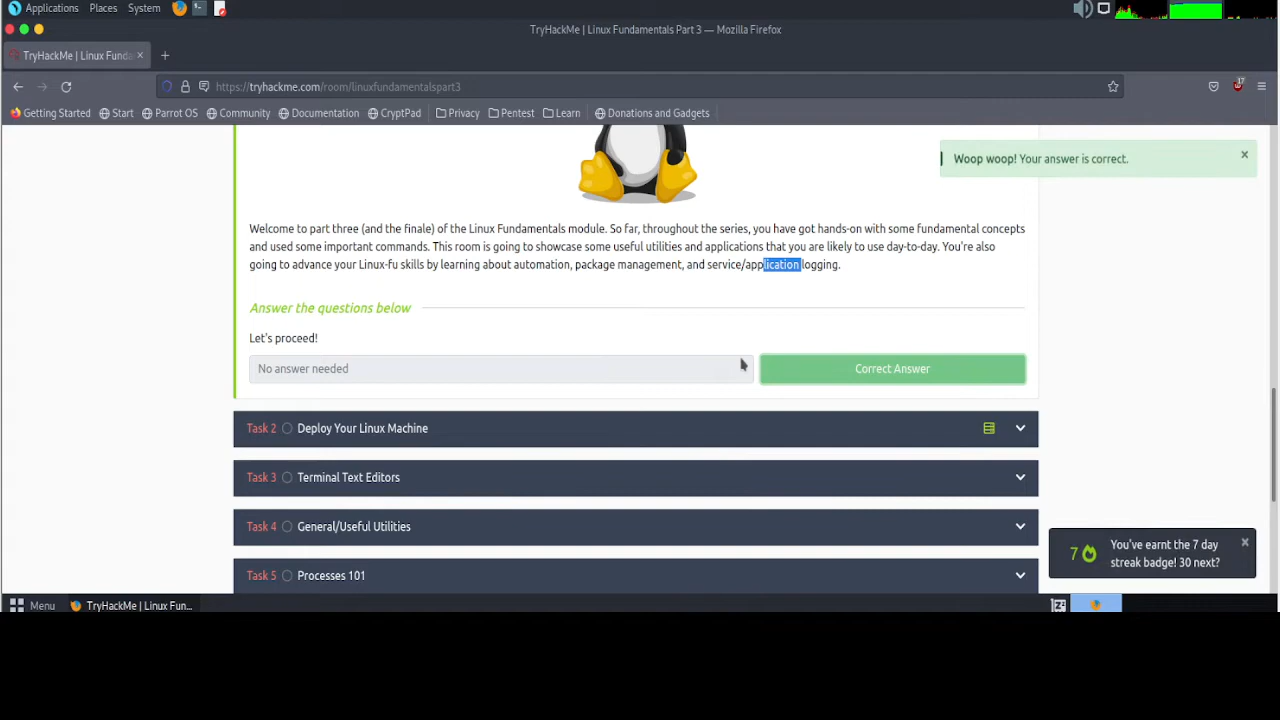 Applications Places System
TryHackMe | Linux Fundamentals Part 3 — Mozilla Firefox
TryHackMe | Linux Funda × +
https://tryhackme.com/room/linuxfundamentalspart3
17
Getting Started Start Parrot OS Community Documentation CryptPad Privacy Pentest Learn Donations and Gadgets
Woop woop! Your answer is correct. ×
Welcome to part three (and the finale) of the Linux Fundamentals module. So far, throughout the series, you have got hands-on with some fundamental concepts
and used some important commands. This room is going to showcase some useful utilities and applications that you are likely to use day-to-day. You're also
going to advance your Linux-fu skills by learning about automation, package management, and service/application logging.
Answer the questions below
Let's proceed!
No answer needed
Correct Answer
Task 2 Deploy Your Linux Machine
Task 3 Terminal Text Editors
Task 4 General/Useful Utilities
Task 5 Processes 101
7 You've earnt the 7 day
streak badge! 30 next?
×
Menu TryHackMe | Linux Fun...